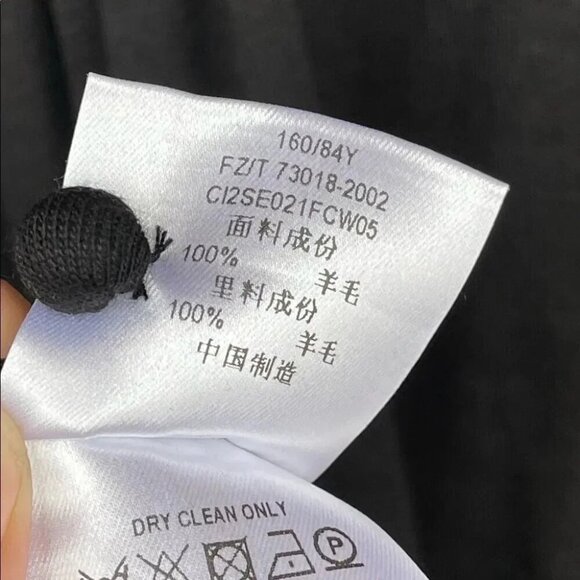 160/84Y
FZ/T 73018-2002
CI2SE021FCW05
面料成份
100% 羊毛
里料成份
100% 羊毛
中国制造
DRY CLEAN ONLY
P